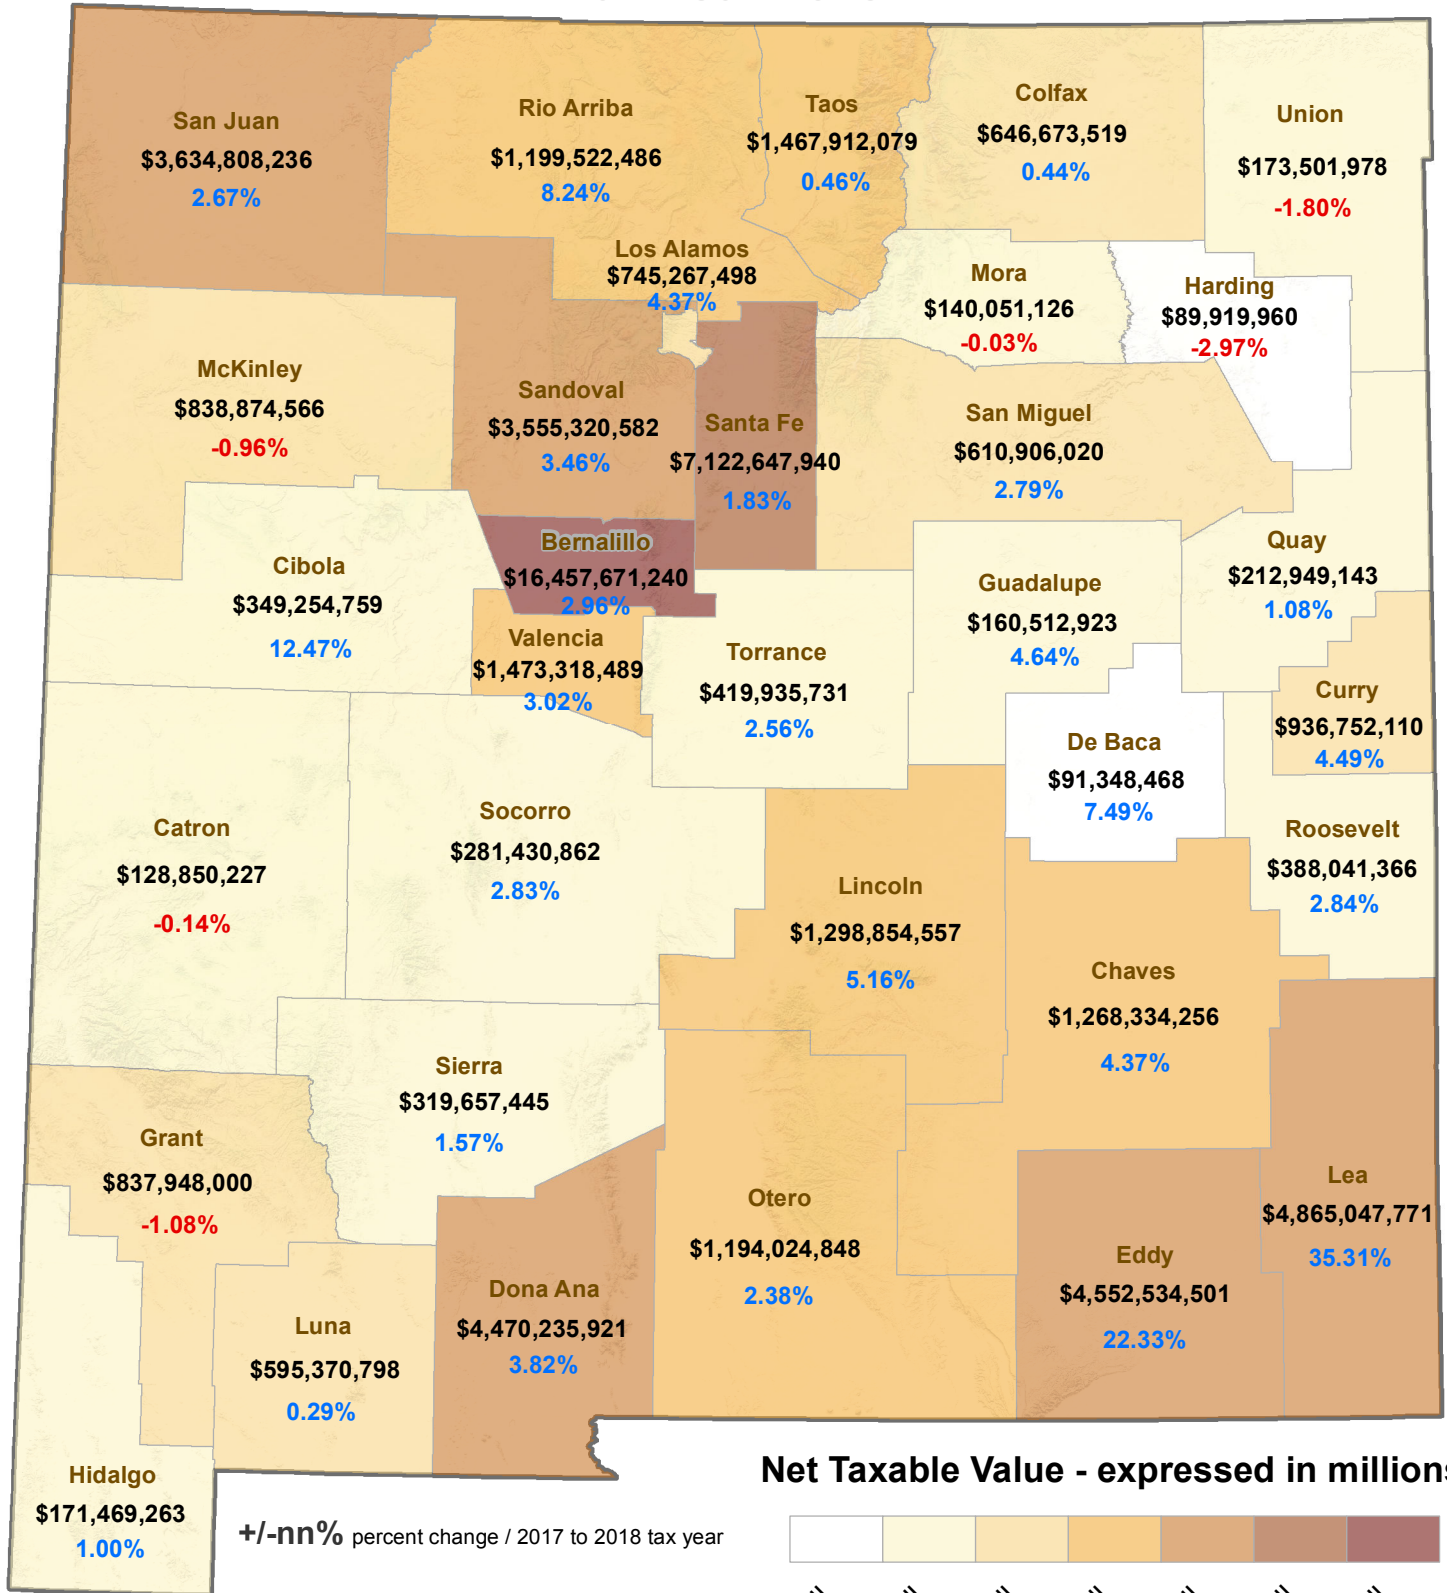 San Juan
$3,634,808,236
2.67%
Rio Arriba
$1,199,522,486
8.24%
Taos
$1,467,912,079
0.46%
Colfax
$646,673,519
0.44%
Union
$173,501,978
-1.80%
Los Alamos
$745,267,498
4.37%
Mora
$140,051,126
-0.03%
Harding
$89,919,960
-2.97%
McKinley
$838,874,566
-0.96%
Sandoval
$3,555,320,582
3.46%
Santa Fe
$7,122,647,940
1.83%
San Miguel
$610,906,020
2.79%
Cibola
$349,254,759
12.47%
Bernalillo
$16,457,671,240
2.96%
Guadalupe
$160,512,923
4.64%
Quay
$212,949,143
1.08%
Valencia
$1,473,318,489
3.02%
Torrance
$419,935,731
2.56%
Curry
$936,752,110
4.49%
De Baca
$91,348,468
7.49%
Catron
$128,850,227
-0.14%
Socorro
$281,430,862
2.83%
Roosevelt
$388,041,366
2.84%
Lincoln
$1,298,854,557
5.16%
Chaves
$1,268,334,256
4.37%
Sierra
$319,657,445
1.57%
Grant
$837,948,000
-1.08%
Otero
$1,194,024,848
2.38%
Lea
$4,865,047,771
35.31%
Eddy
$4,552,534,501
22.33%
Dona Ana
$4,470,235,921
3.82%
Luna
$595,370,798
0.29%
Hidalgo
$171,469,263
1.00%
Net Taxable Value - expressed in millions
+/-nn% percent change / 2017 to 2018 tax year